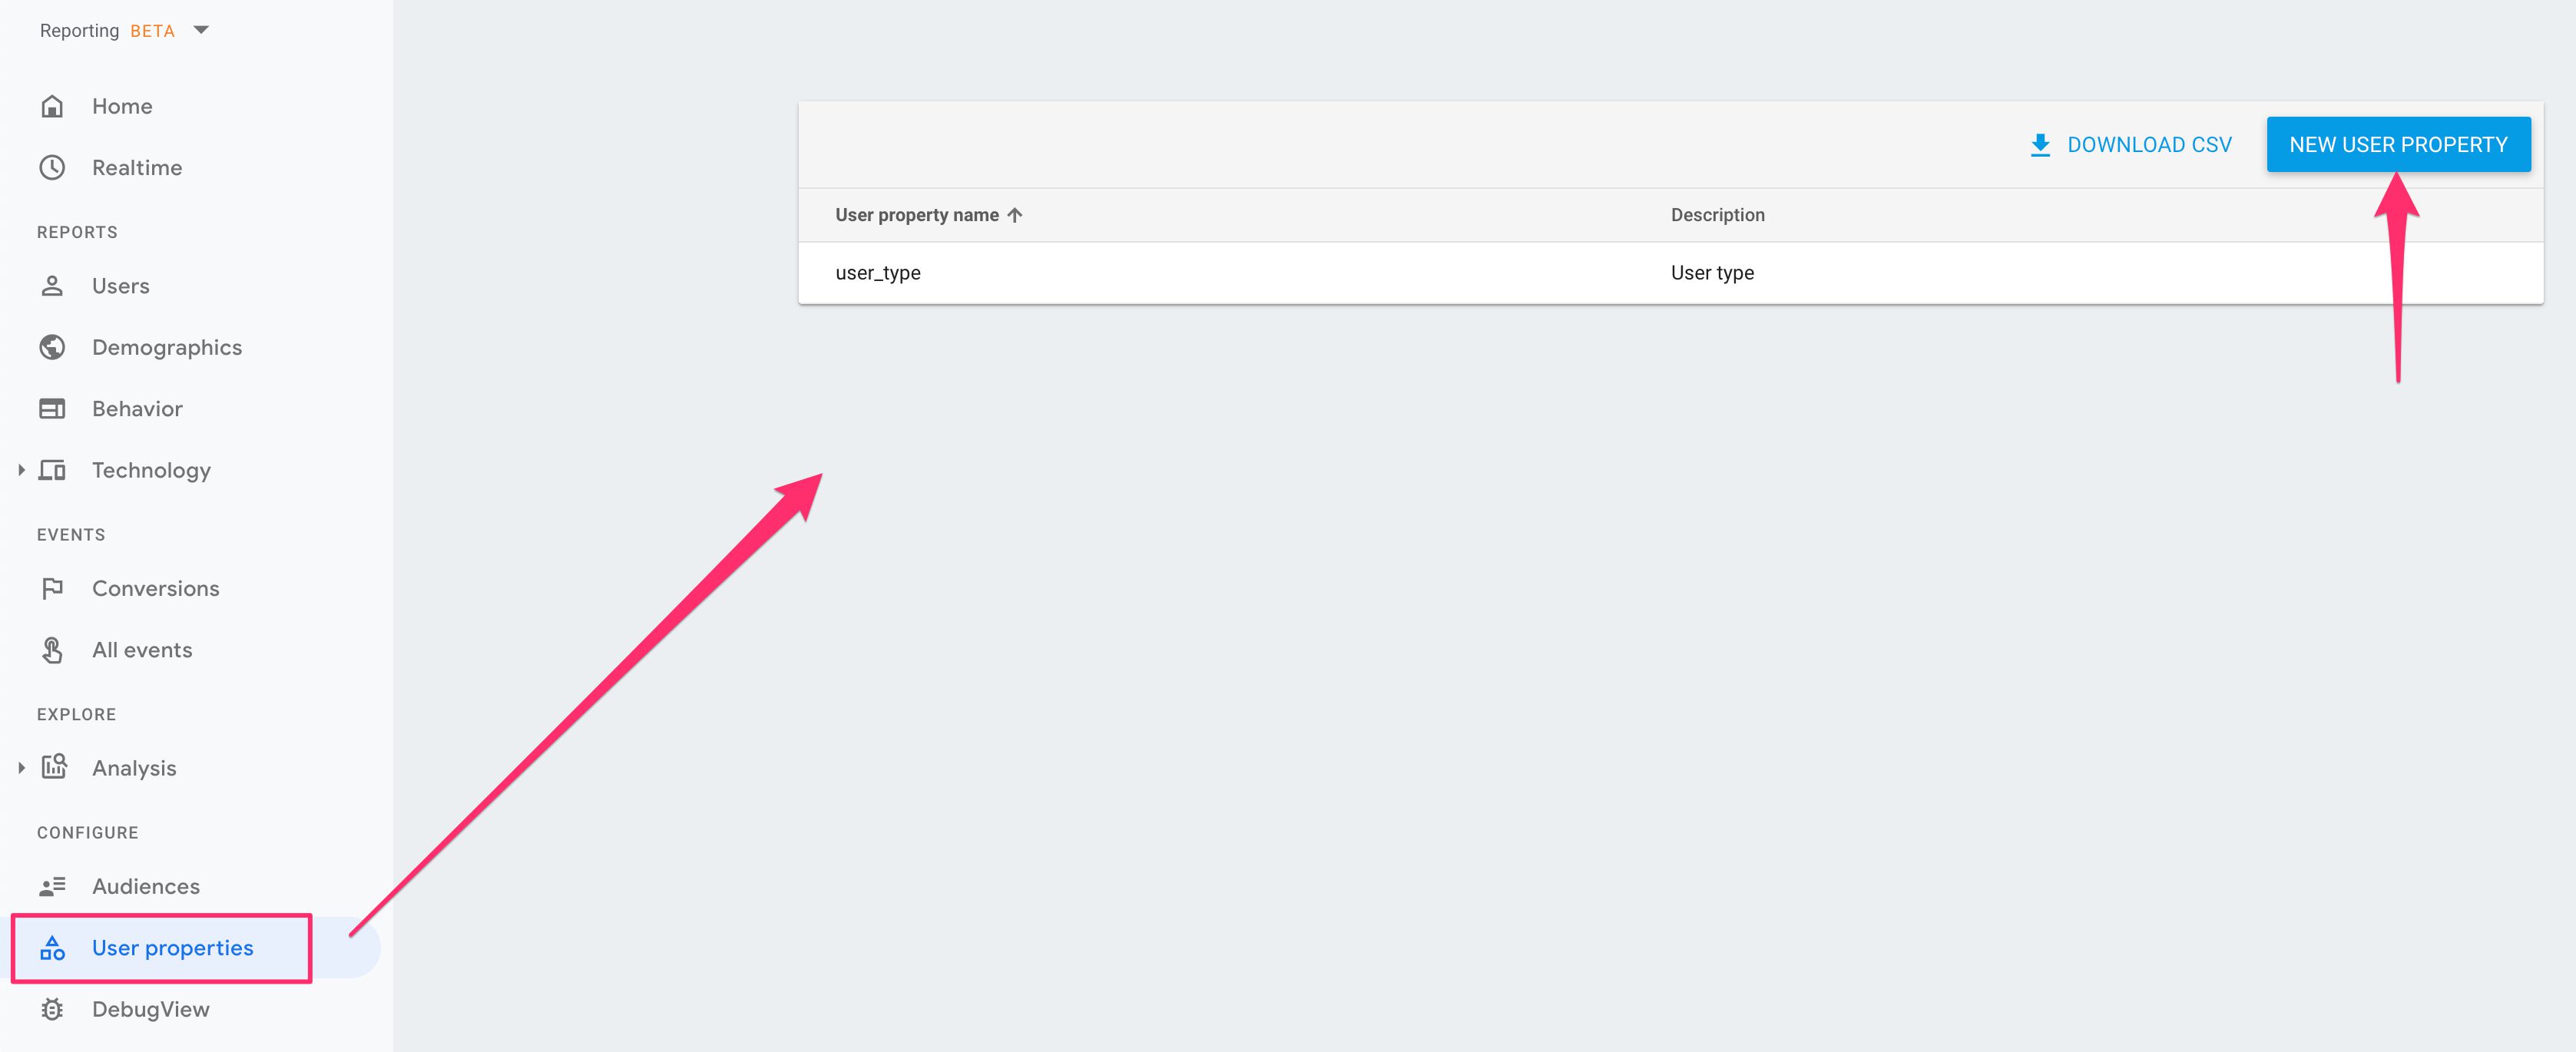 Reporting BETA
Home
Realtime
REPORTS
Users
Demographics
Behavior
Technology
EVENTS
Conversions
All events
EXPLORE
Analysis
CONFIGURE
Audiences
User properties
DebugView
DOWNLOAD CSV NEW USER PROPERTY
User property name Description
user_type User type